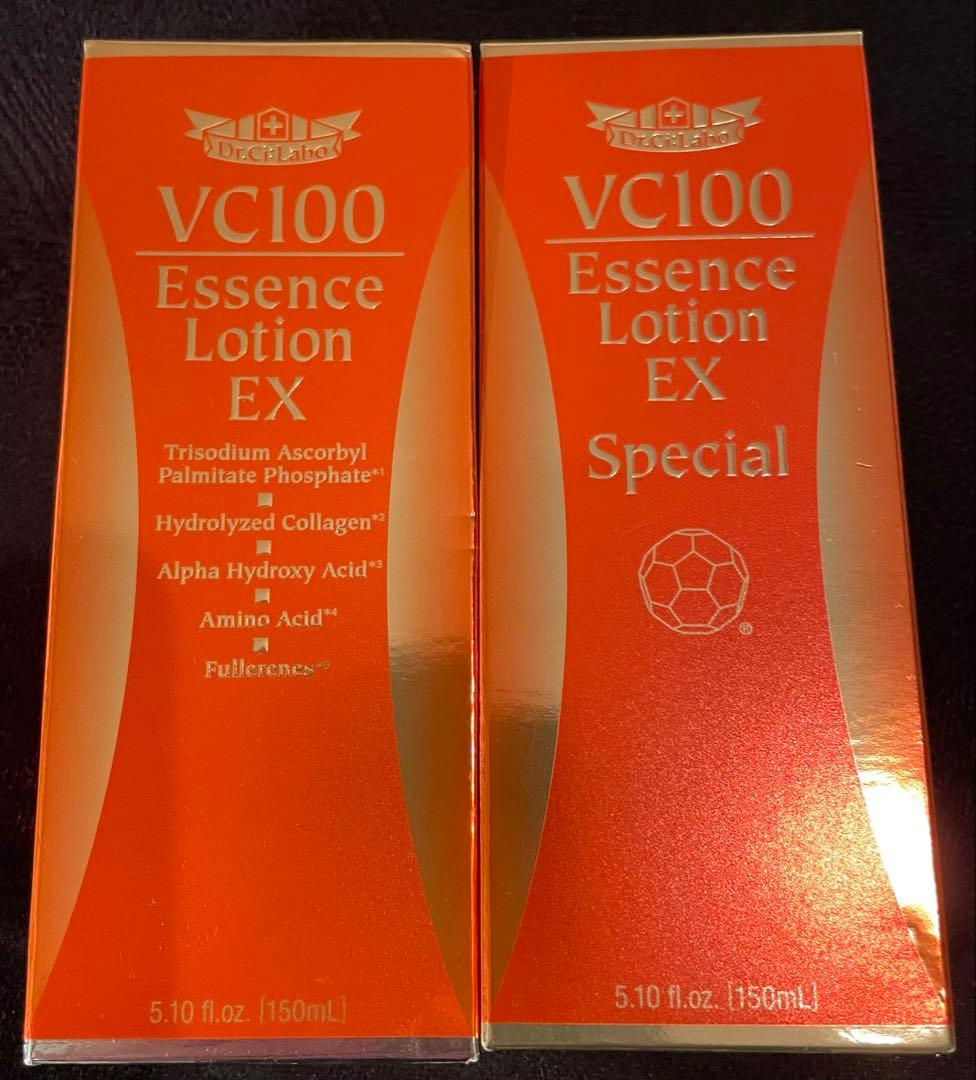 Dr.Ci:Labo
VC100
Essence
Lotion
EX
Trisodium Ascorbyl
Palmitate Phosphate*1
Hydrolyzed Collagen*2
Alpha Hydroxy Acid*3
Amino Acid*4
Fullerenes*5
5.10 fl.oz. [150mL]
Dr.Ci:Labo
VC100
Essence
Lotion
EX
Special
®
5.10 fl.oz. [150mL]